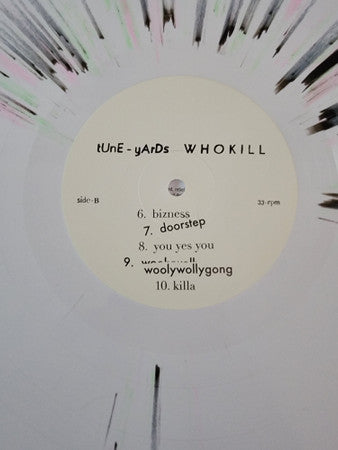 tUnE-yArDs WHOKILL
side-B
33 rpm
6. bizness
7. doorstep
8. you yes you
9. woolywollygong
10. killa